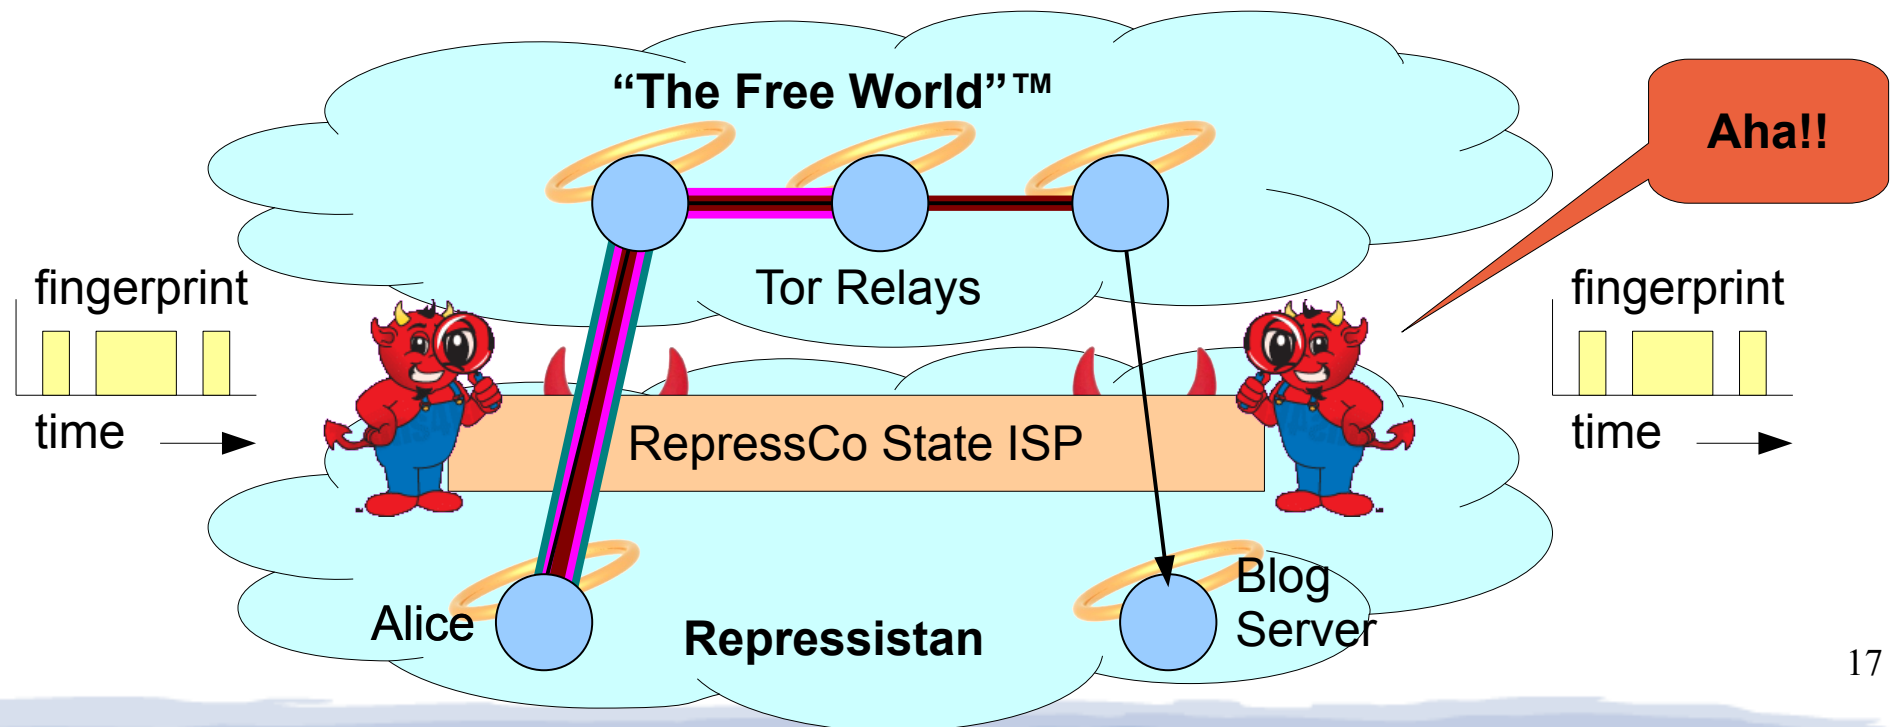 “The Free World”™
Aha!!
fingerprint
Tor Relays
fingerprint
time
RepressCo State ISP
time
Alice
Repressistan
Blog
Server
17